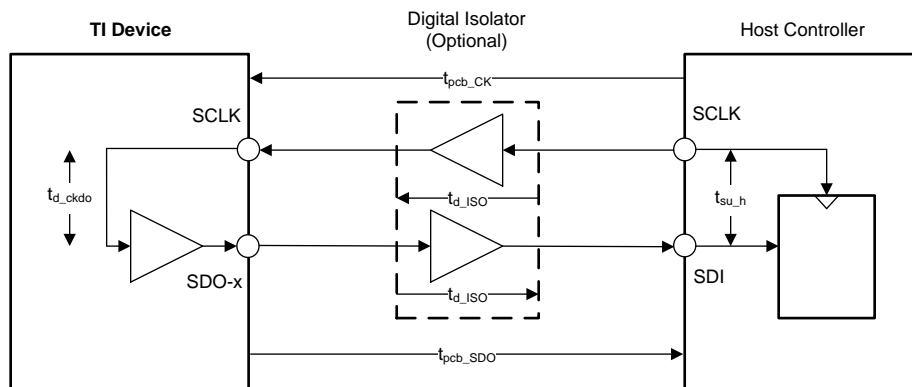 TI Device
Digital Isolator
(Optional)
Host Controller
tpcb_CK
SCLK
SCLK
td_ckdo
td_ISO
tsu_h
SDO-x
SDI
td_ISO
tpcb_SDO